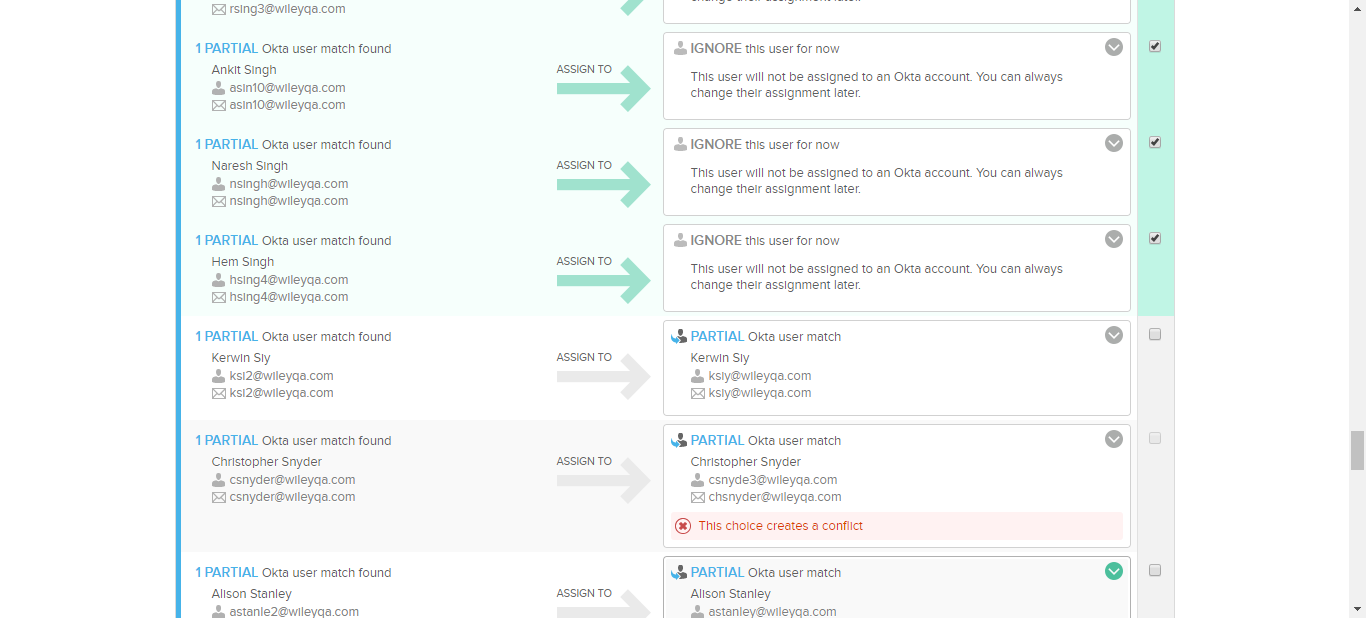 rsing3@wileyqa.com
change their assignment later.
1 PARTIAL Okta user match found
Ankit Singh
asin10@wileyqa.com
asin10@wileyqa.com
ASSIGN TO
IGNORE this user for now
This user will not be assigned to an Okta account. You can always
change their assignment later.
1 PARTIAL Okta user match found
Naresh Singh
nsingh@wileyqa.com
nsingh@wileyqa.com
ASSIGN TO
IGNORE this user for now
This user will not be assigned to an Okta account. You can always
change their assignment later.
1 PARTIAL Okta user match found
Hem Singh
hsing4@wileyqa.com
hsing4@wileyqa.com
ASSIGN TO
IGNORE this user for now
This user will not be assigned to an Okta account. You can always
change their assignment later.
1 PARTIAL Okta user match found
Kerwin Siy
ksi2@wileyqa.com
ksi2@wileyqa.com
ASSIGN TO
PARTIAL Okta user match
Kerwin Siy
ksiy@wileyqa.com
ksiy@wileyqa.com
1 PARTIAL Okta user match found
Christopher Snyder
csnyder@wileyqa.com
csnyder@wileyqa.com
ASSIGN TO
PARTIAL Okta user match
Christopher Snyder
csnyde3@wileyqa.com
chsnyder@wileyqa.com
This choice creates a conflict
1 PARTIAL Okta user match found
Alison Stanley
astanle2@wileyqa.com
ASSIGN TO
PARTIAL Okta user match
Alison Stanley
astanley@wileyqa.com